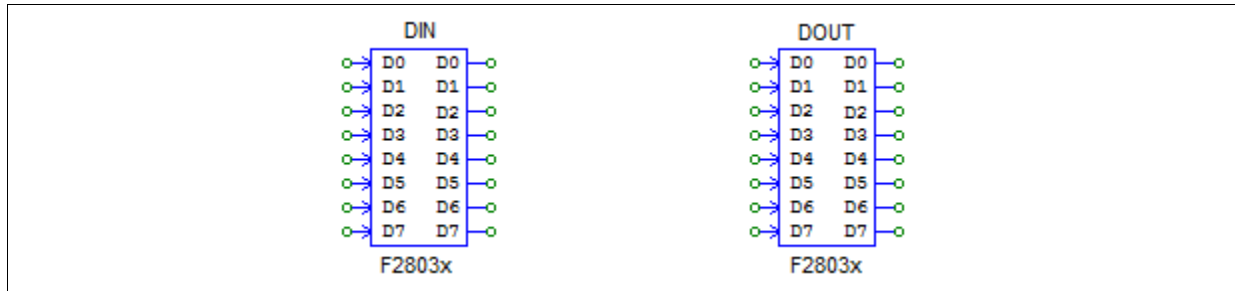 DIN DOUT
D0 D0 D0 D0
D1 D1 D1 D1
D2 D2 D2 D2
D3 D3 D3 D3
D4 D4 D4 D4
D5 D5 D5 D5
D6 D6 D6 D6
D7 D7 D7 D7
F2803x F2803x